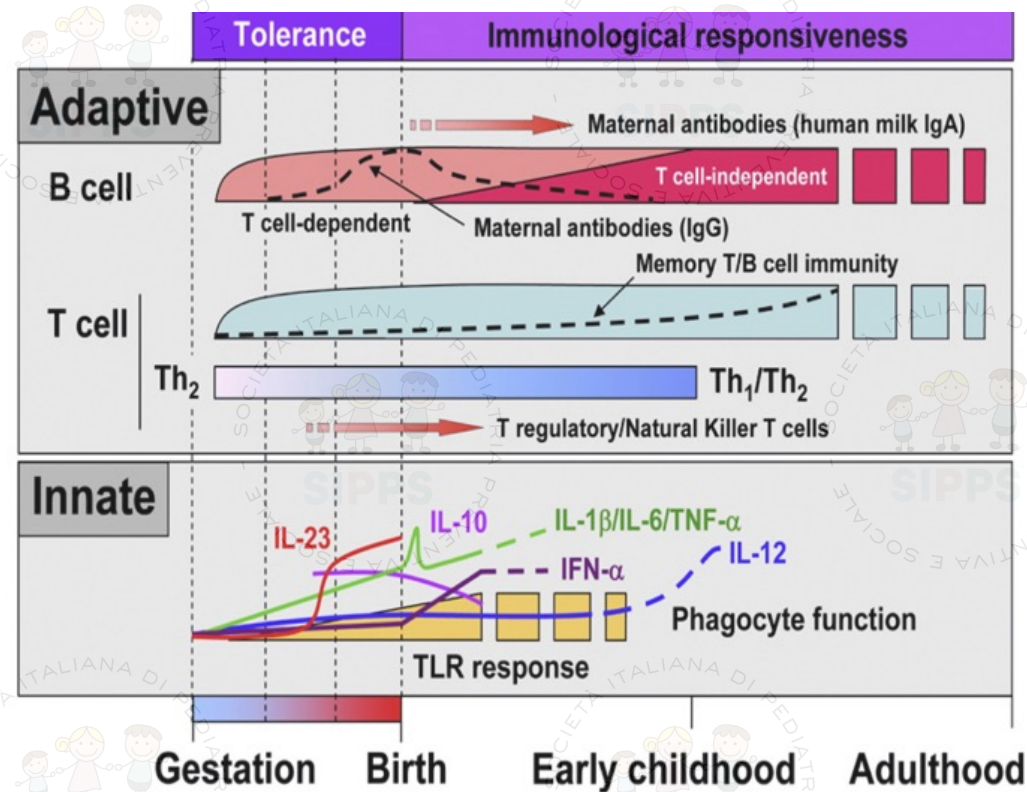 Tolerance
Immunological responsiveness
Adaptive
Maternal antibodies (human milk IgA)
B cell
T cell-independent
T cell-dependent
Maternal antibodies (IgG)
Memory T/B cell immunity
T cell
Th2
Th1/Th2
T regulatory/Natural Killer T cells
Innate
SIPPS
SIPPS
IL-23
IL-10
IL-1β/IL-6/TNF-α
IL-12
IFN-α
Phagocyte function
TLR response
Gestation
Birth
Early childhood
Adulthood